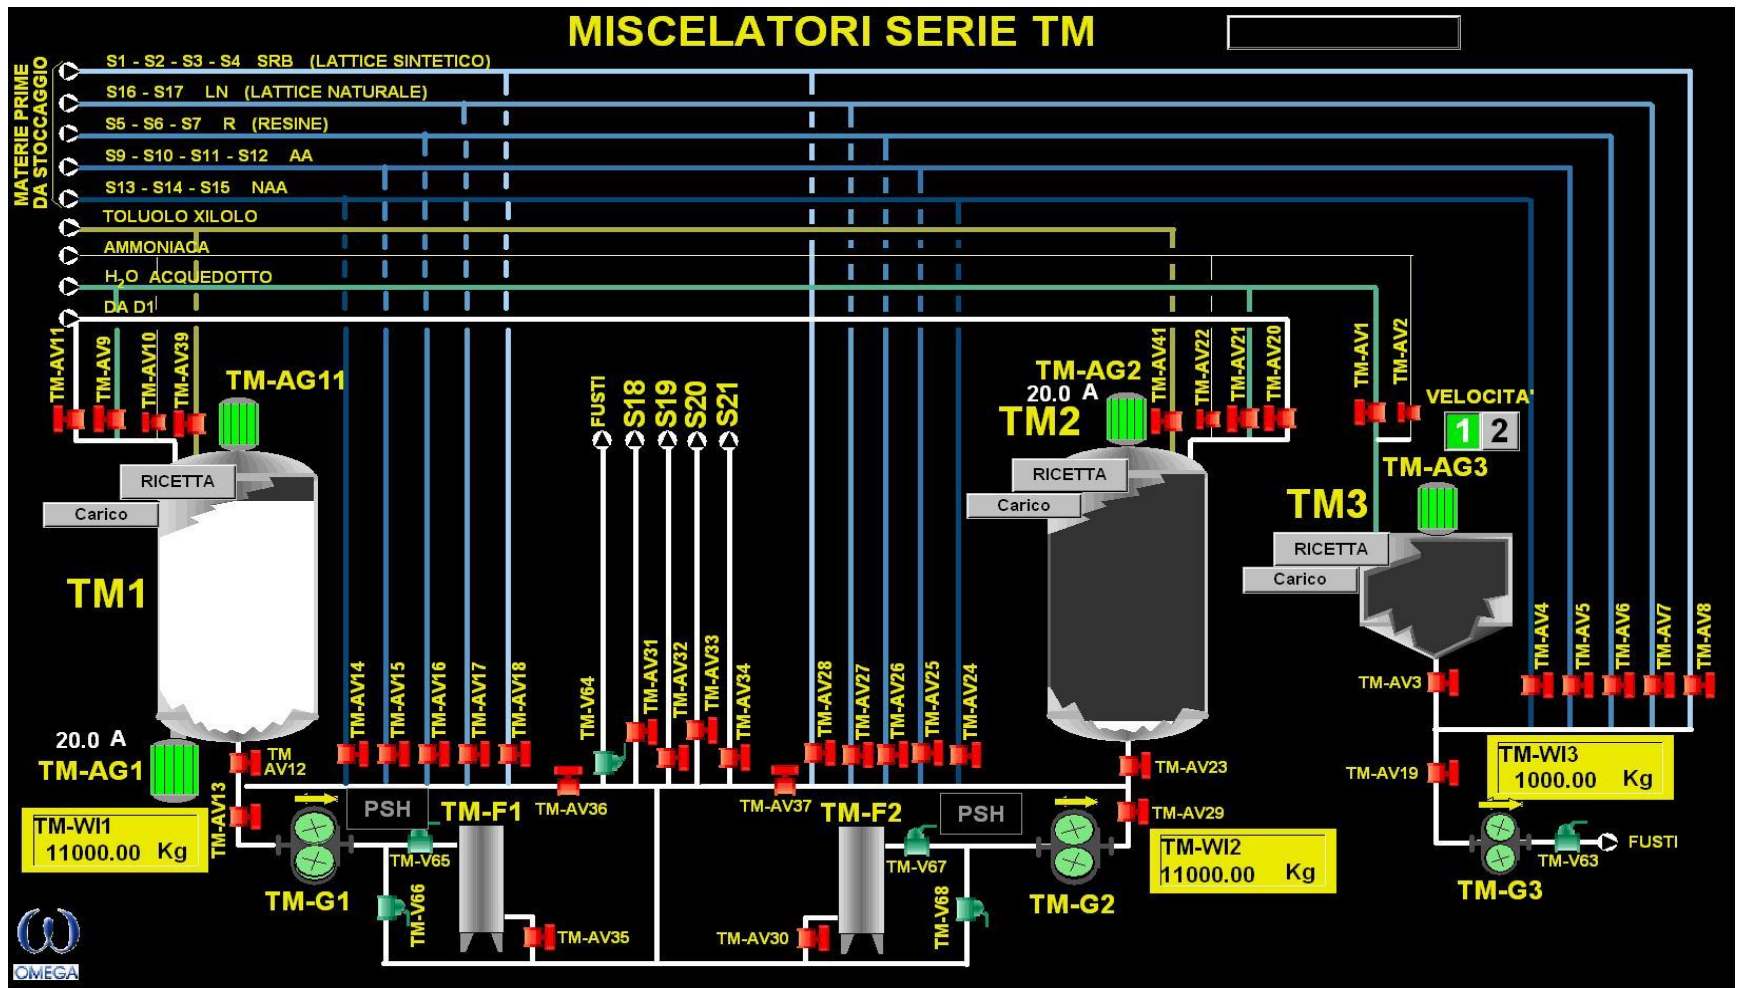 MISCELATORI SERIE TM
MATERIE PRIME
DA STOCCAGGIO
S1 - S2 - S3 - S4 SRB (LATTICE SINTETICO)
S16 - S17 LN (LATTICE NATURALE)
S5 - S6 - S7 R (RESINE)
S9 - S10 - S11 - S12 AA
S13 - S14 - S15 NAA
TOLUOLO XILOLO
AMMONIACA
H2O ACQUEDOTTO
DA D1
TM-AV11
TM-AV9
TM-AV10
TM-AV39
TM-AG11
RICETTA
Carico
TM1
20.0 A
TM-AG1
TM
AV12
TM-AV13
TM-WI1
11000.00 Kg
TM-AV14
TM-AV15
TM-AV16
TM-AV17
TM-AV18
FUSTI
S18
S19
S20
S21
TM-V64
TM-AV31
TM-AV32
TM-AV33
TM-AV34
TM-AV36
TM-AV37
PSH
TM-F1
TM-V65
TM-G1
TM-V66
TM-AV35
TM-AV28
TM-AV27
TM-AV26
TM-AV25
TM-AV24
TM-F2
PSH
TM-V67
TM-AV30
TM-V68
TM-G2
TM-AG2
20.0 A
TM2
TM-AV41
TM-AV22
TM-AV21
TM-AV20
RICETTA
Carico
TM-AV23
TM-AV29
TM-WI2
11000.00 Kg
TM-AV1
TM-AV2
VELOCITA'
1 2
TM-AG3
TM3
RICETTA
Carico
TM-AV3
TM-AV4
TM-AV5
TM-AV6
TM-AV7
TM-AV8
TM-AV19
TM-WI3
1000.00 Kg
TM-G3
TM-V63
FUSTI
OMEGA